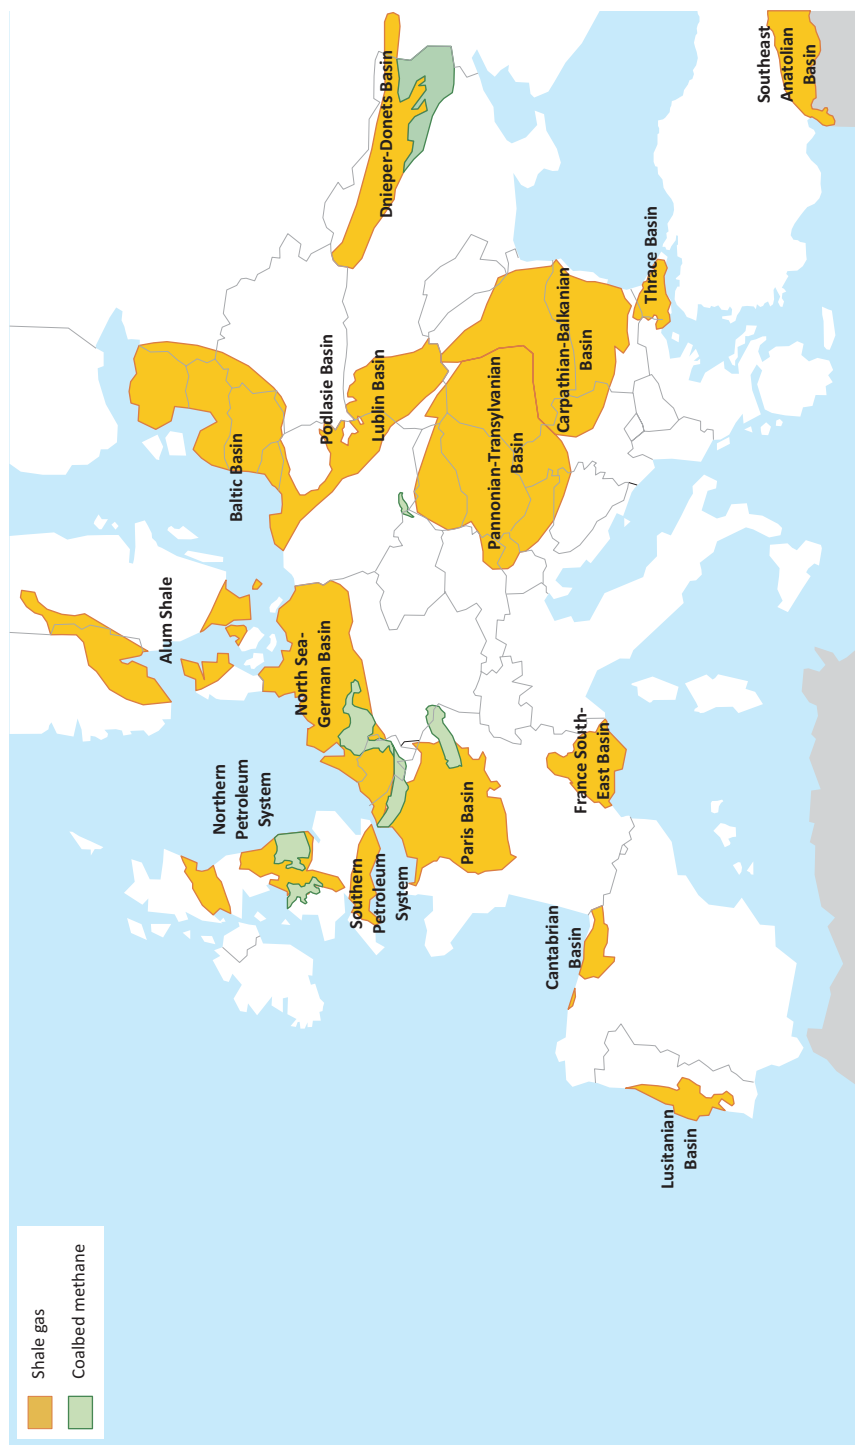 Shale gas
Coalbed methane
Alum Shale
Northern
Petroleum
System
Baltic Basin
North Sea-
German Basin
Podlasie Basin
Southern
Petroleum
System
Lublin Basin
Dnieper-Donets Basin
Paris Basin
Pannonian-Transylvanian
Basin
Cantabrian
Basin
Carpathian-Balkanian
Basin
France South-
East Basin
Thrace Basin
Lusitanian
Basin
Southeast
Anatolian
Basin